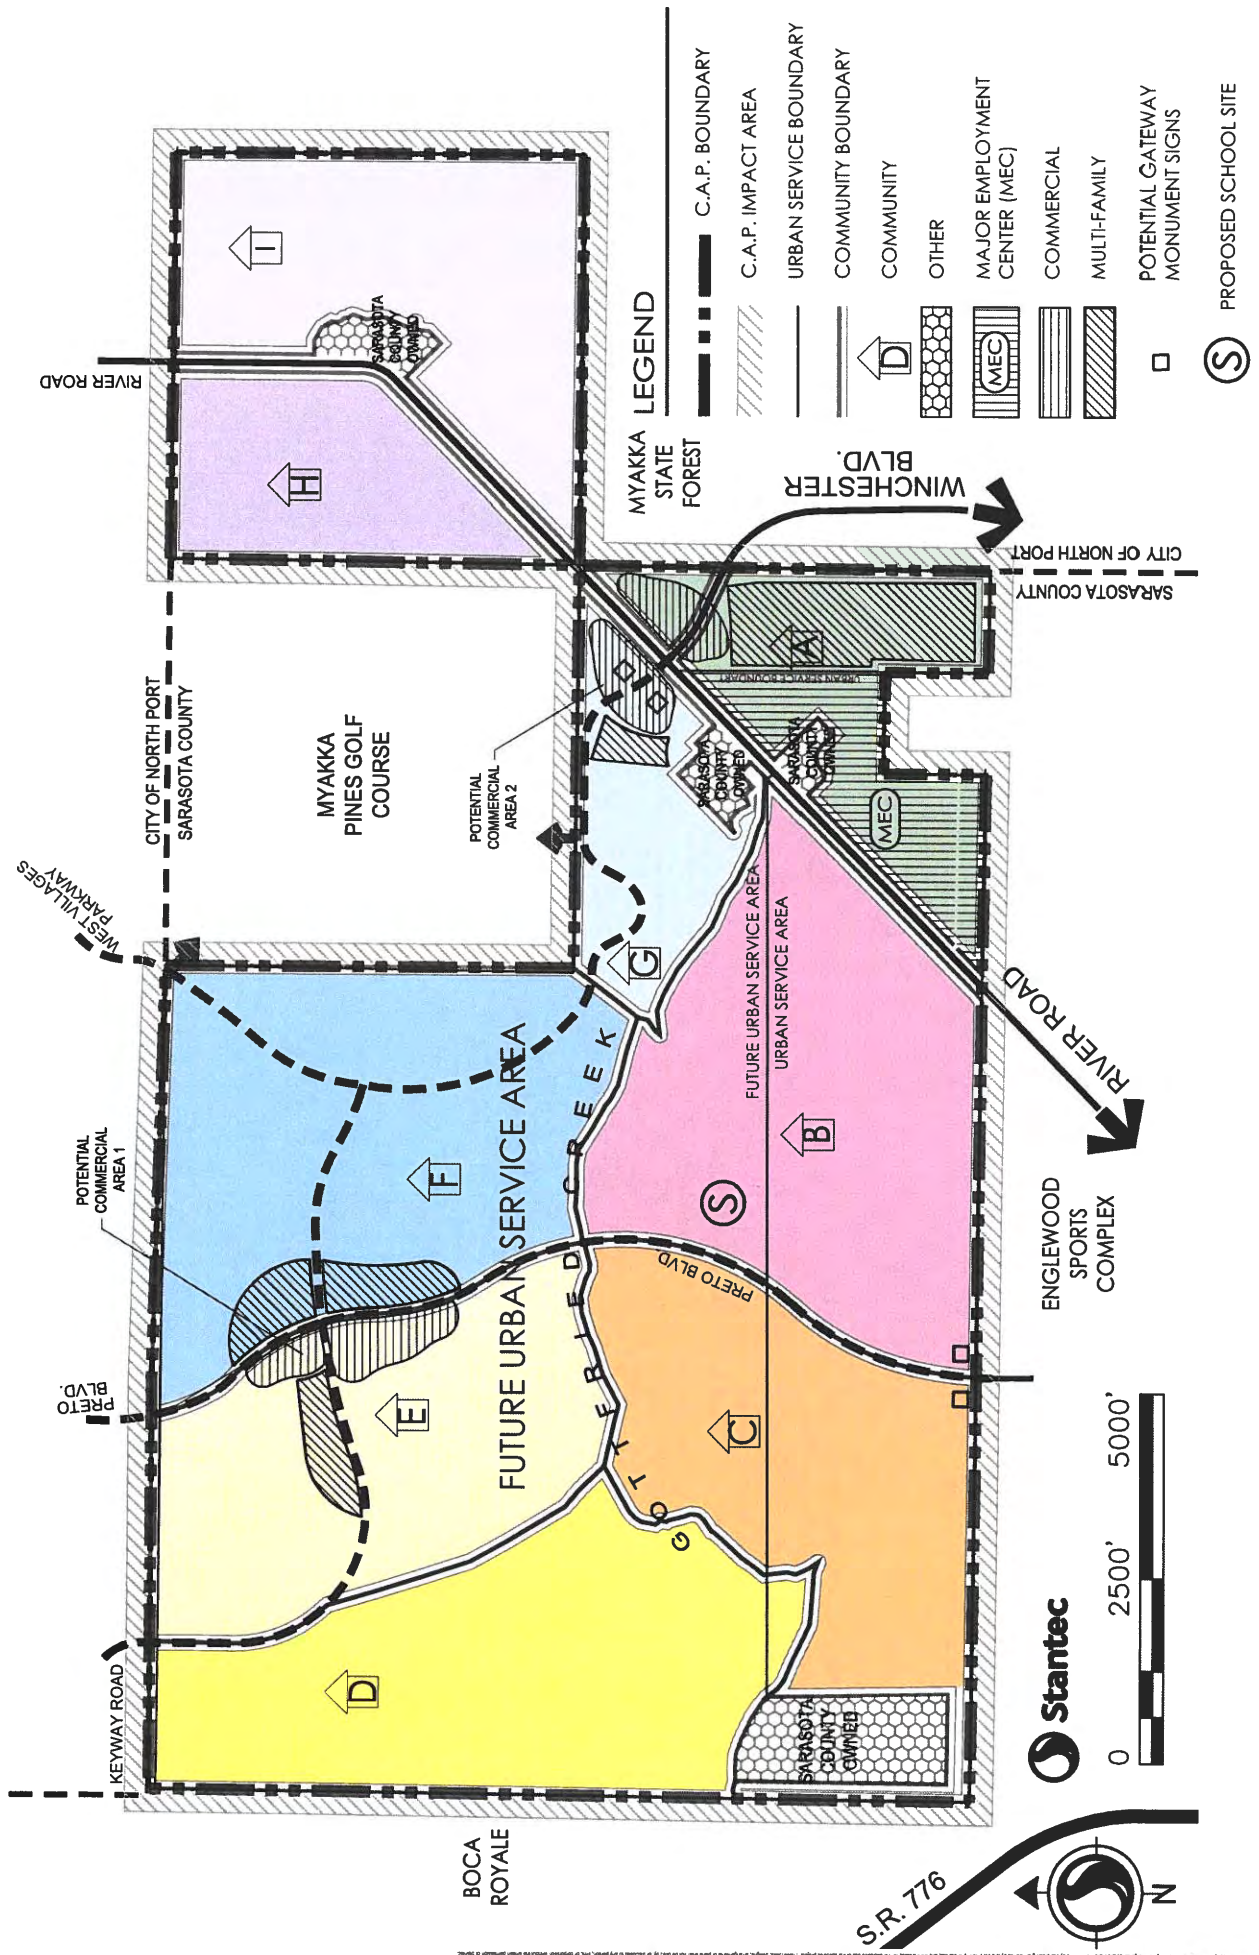 KEYWAY ROAD
PRETO
BLVD.
WEST VILLAGES
PARKWAY
CITY OF NORTH PORT
SARASOTA COUNTY
RIVER ROAD
POTENTIAL
COMMERCIAL
AREA 1
MYAKKA
PINES GOLF
COURSE
H
I
SARASOTA
COUNTY
OWNED
BOCA
ROYALE
D
E
F
FUTURE URBAN SERVICE AREA
POTENTIAL
COMMERCIAL
AREA 2
GOTTFRIED CREEK
G
MYAKKA
STATE
FOREST
C
PRETO BLVD
S
B
FUTURE URBAN SERVICE AREA
URBAN SERVICE AREA
SARASOTA
COUNTY
OWNED
SARASOTA
COUNTY
OWNED
SARASOTA
COUNTY
OWNED
A
URBAN SERVICE BOUNDARY
MEC
WINCHESTER
BLVD.
CITY OF NORTH PORT
SARASOTA COUNTY
RIVER ROAD
ENGLEWOOD
SPORTS
COMPLEX
S.R. 776
N
Stantec
0
2500'
5000'
LEGEND
C.A.P. BOUNDARY
C.A.P. IMPACT AREA
URBAN SERVICE BOUNDARY
COMMUNITY BOUNDARY
D
COMMUNITY
OTHER
MEC
MAJOR EMPLOYMENT
CENTER (MEC)
COMMERCIAL
MULTI-FAMILY
POTENTIAL GATEWAY
MONUMENT SIGNS
S
PROPOSED SCHOOL SITE